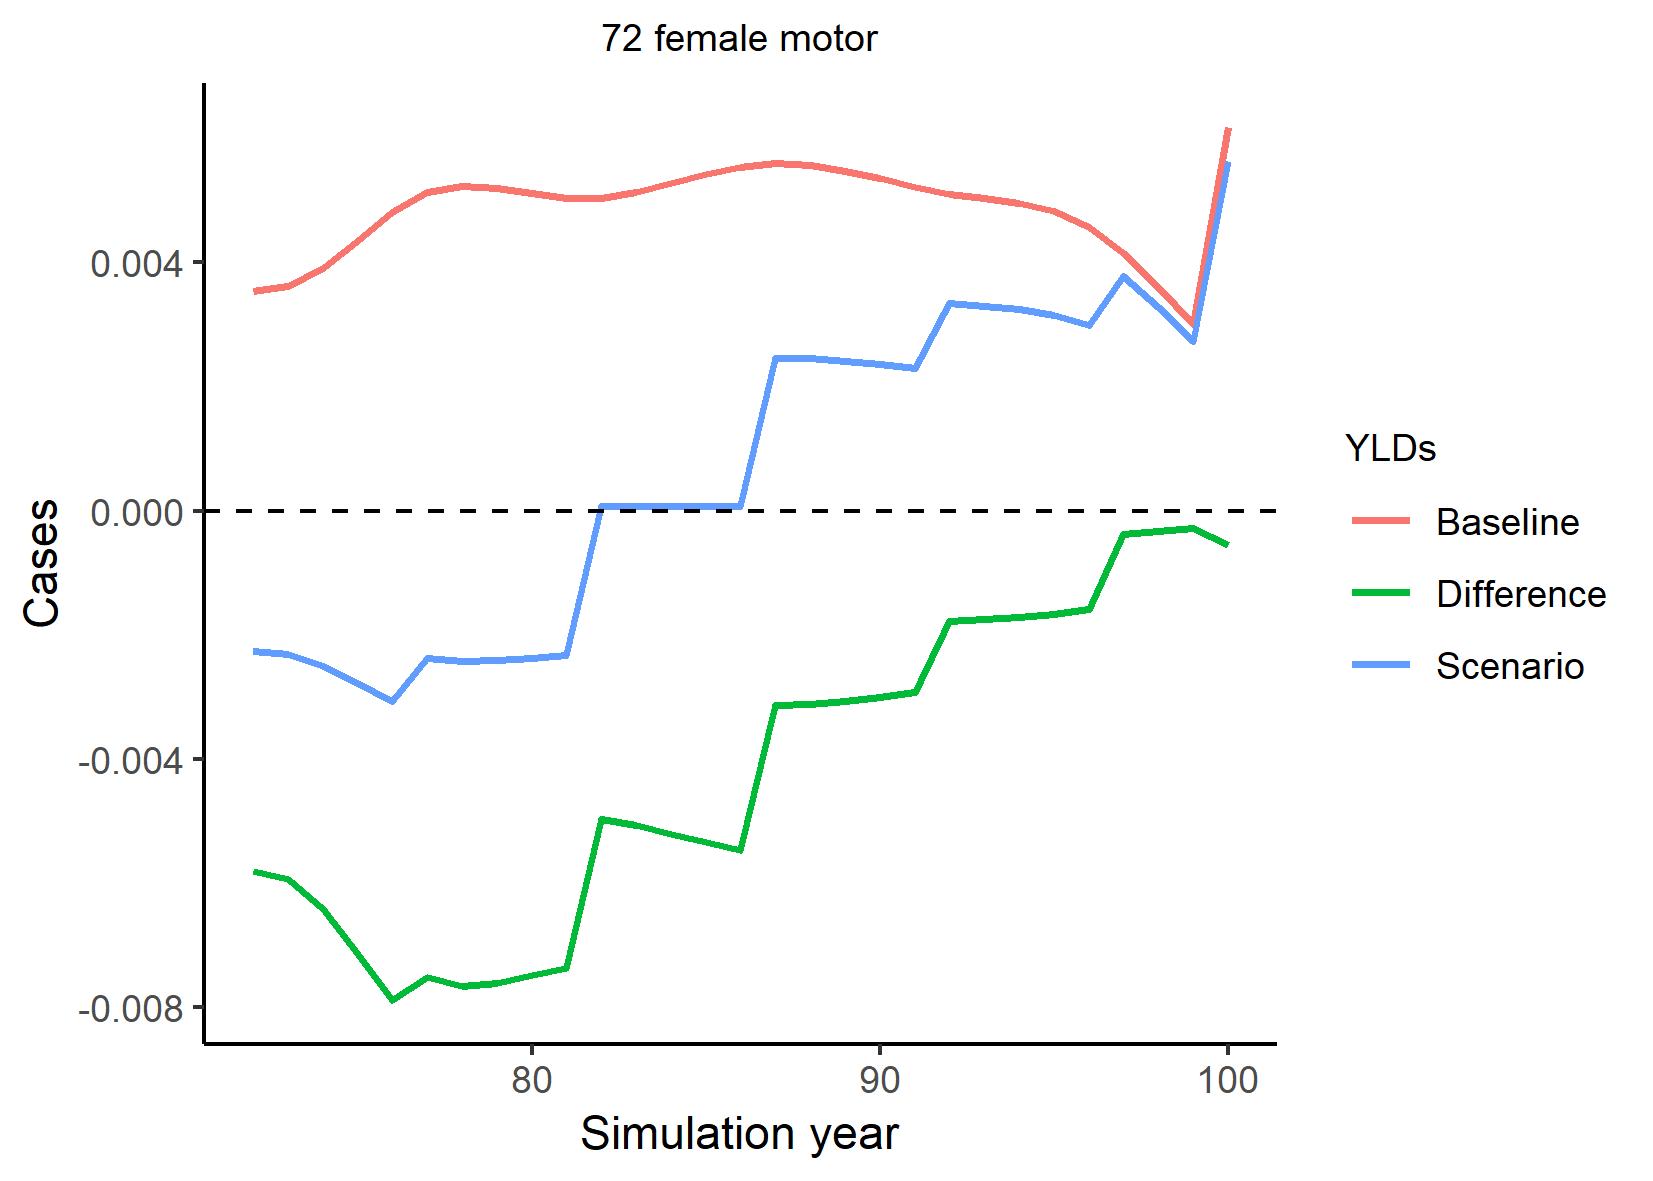 72 female motor
Cases
0.004
0.000
-0.004
-0.008
80
90
100
Simulation year
YLDs
Baseline
Difference
Scenario